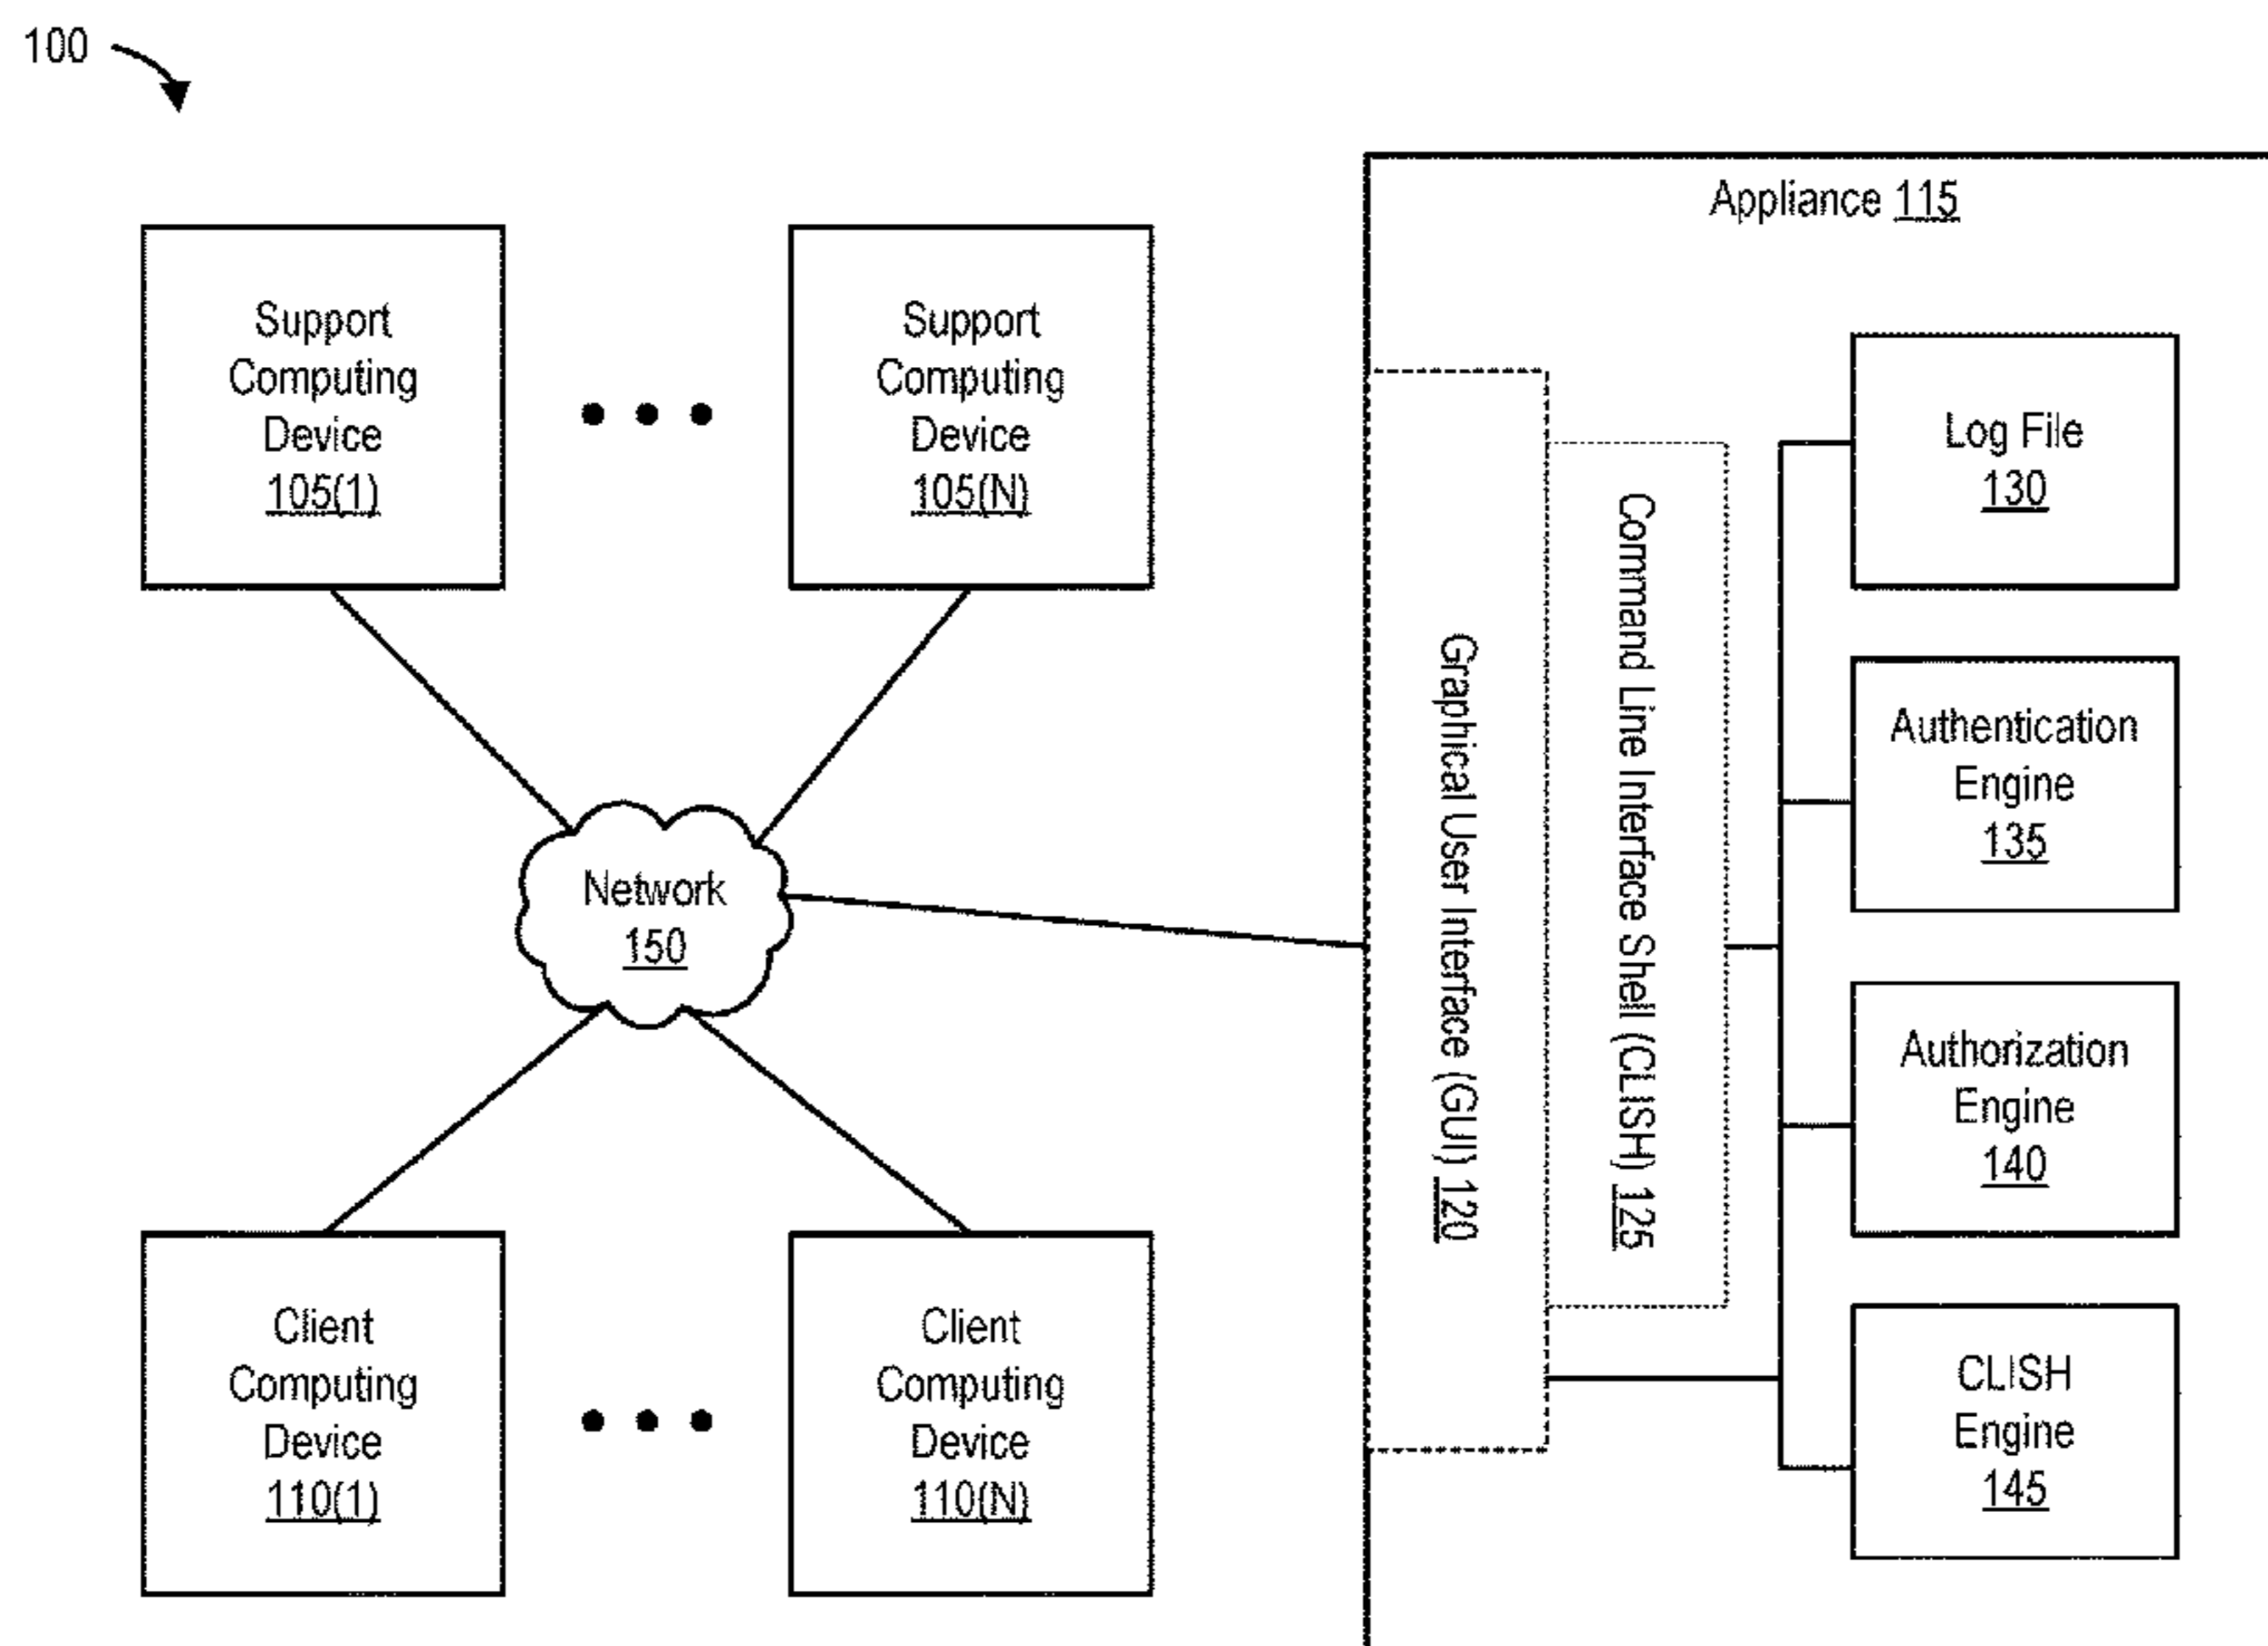 100
Appliance 115
Support
Computing
Device
105(1)
Support
Computing
Device
105(N)
Network
150
Client
Computing
Device
110(1)
Client
Computing
Device
110(N)
Graphical User Interface (GUI) 120
Command Line Interface Shell (CLISH) 125
Log File
130
Authentication
Engine
135
Authorization
Engine
140
CLISH
Engine
145